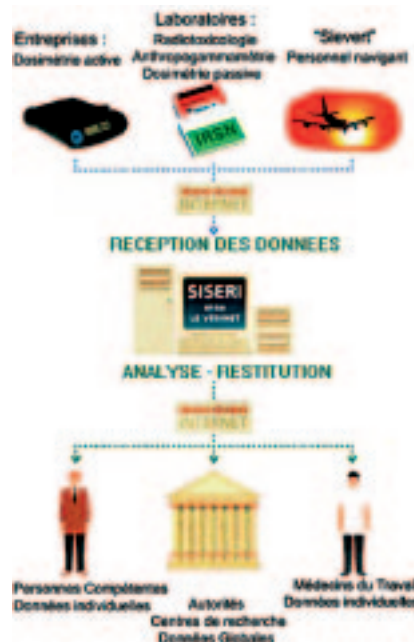 Entreprises :
Dosimétrie active
Laboratoires :
Radiotoxicologie
Anthropogammamétrie
Dosimétrie passive
"Sievert"
Personnel navigant
IRSN
INTERNET
RECEPTION DES DONNEES
SISERI
LE VÉSINET
ANALYSE - RESTITUTION
INTERNET
Personnes Compétentes
Données individuelles
Autorités
Centres de recherche
Données Globales
Médecins du Travail
Données individuelles